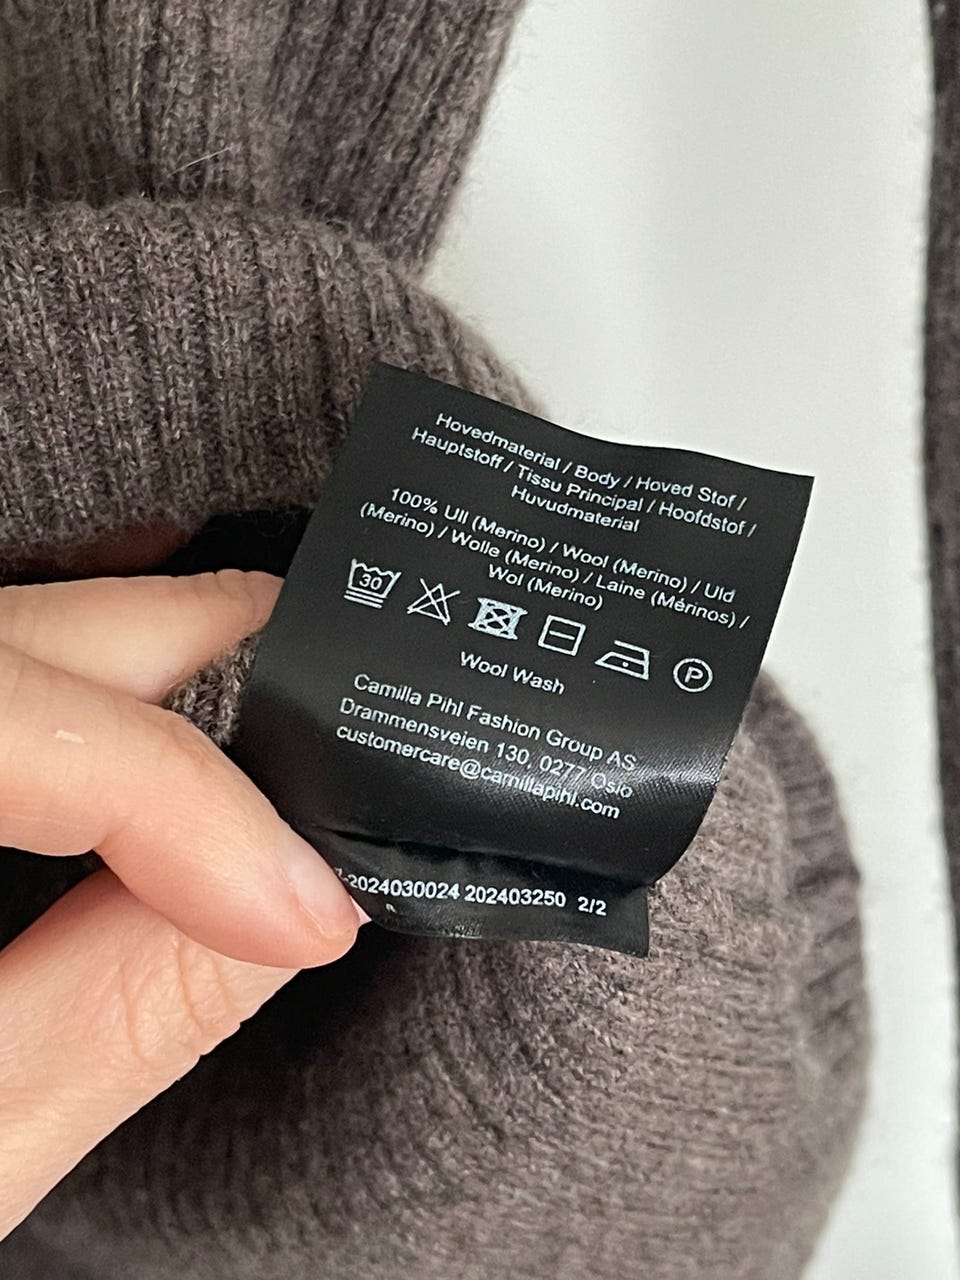 Hovedmaterial / Body / Hoved Stof /
Hauptstoff / Tissu Principal / Hoofdstof /
Huvudmaterial
100% Ull (Merino) / Wool (Merino) / Uld
(Merino) / Wolle (Merino) / Laine (Mérinos) /
Wol (Merino)
30
P
Wool Wash
Camilla Pihl Fashion Group AS
Drammensveien 130, 0277 Oslo
customercare@camillapihl.com
-2024030024 202403250 2/2